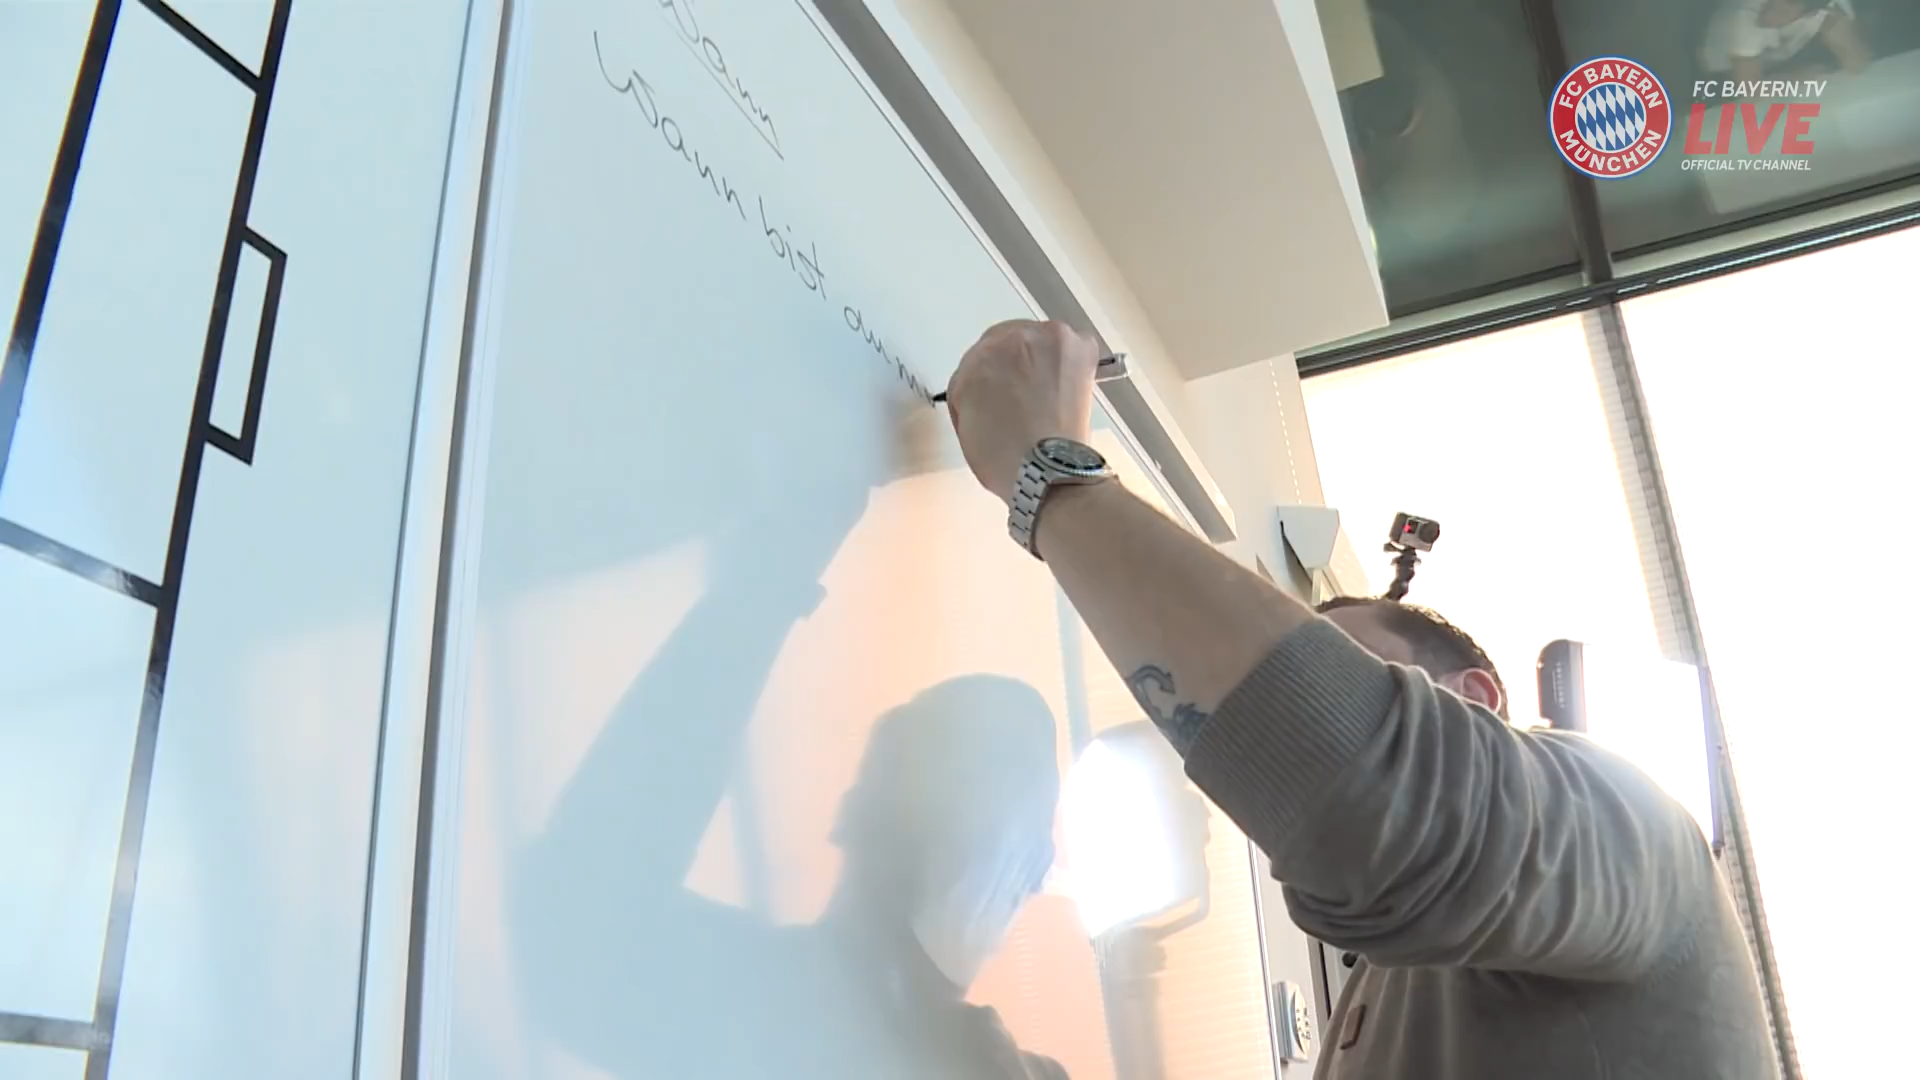 wann
Wann bist du
FC BAYERN
MÜNCHEN
FC BAYERN.TV
LIVE
OFFICIAL TV CHANNEL